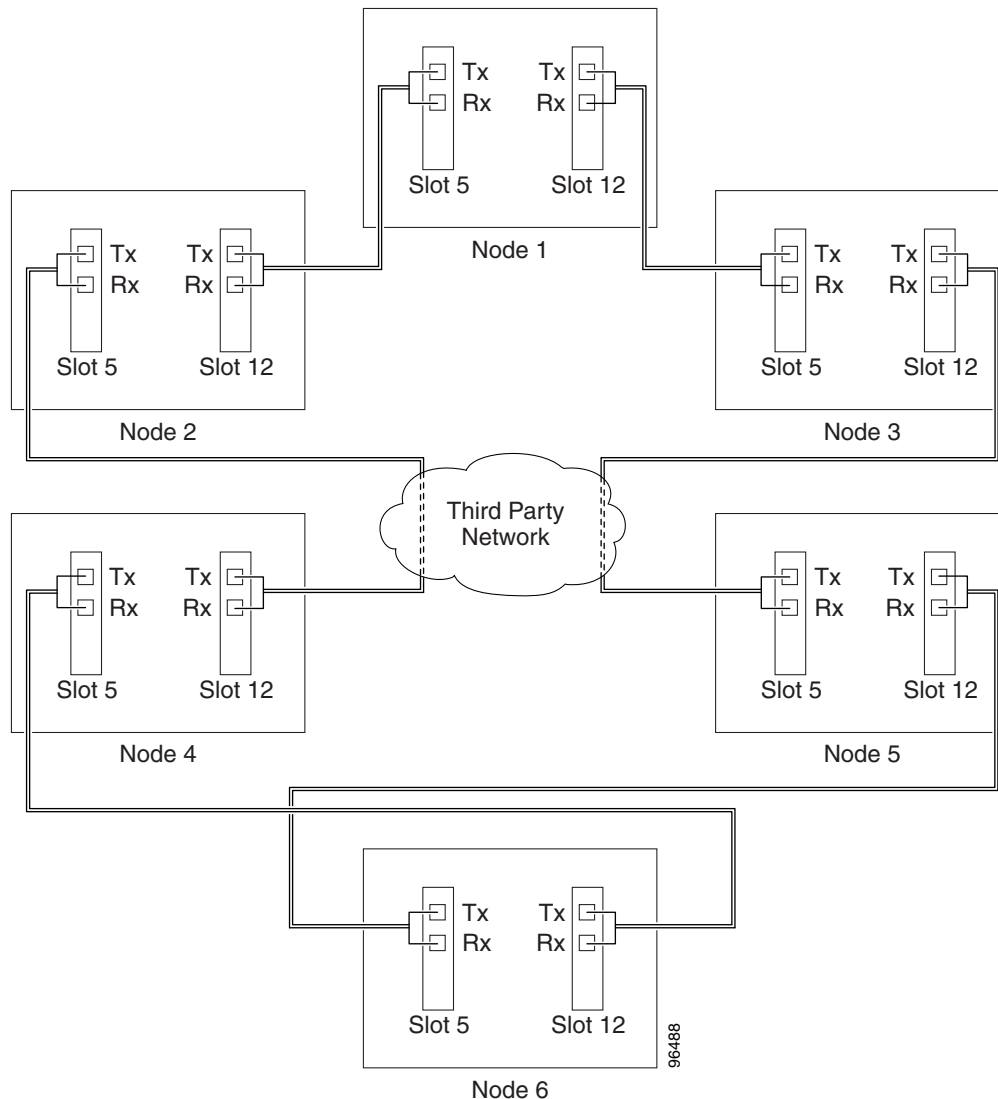 Tx Tx
Rx Rx
Slot 5 Slot 12
Node 1
Tx Tx
Rx Rx
Slot 5 Slot 12
Node 2
Tx Tx
Rx Rx
Slot 5 Slot 12
Node 3
Third Party
Network
Tx Tx
Rx Rx
Slot 5 Slot 12
Node 4
Tx Tx
Rx Rx
Slot 5 Slot 12
Node 5
Tx Tx
Rx Rx
Slot 5 Slot 12
96488
Node 6